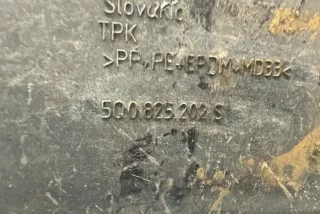 Slovakia
TPK
>PP+PE+EPDM-MD33<
5Q0.825.202 S